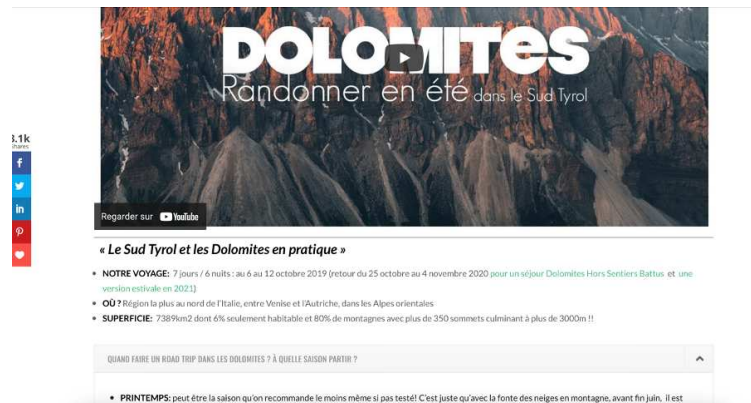 DOLOMITES
Randonner en été dans le Sud Tyrol
3.1k
Shares
Regarder sur YouTube
« Le Sud Tyrol et les Dolomites en pratique »
NOTRE VOYAGE: 7 jours / 6 nuits : au 6 au 12 octobre 2019 (retour du 25 octobre au 4 novembre 2020 pour un séjour Dolomites Hors Sentiers Battus et une
version estivale en 2021)
OÙ ? Région la plus au nord de l'Italie, entre Venise et l'Autriche, dans les Alpes orientales
SUPERFICIE: 7389km2 dont 6% seulement habitable et 80% de montagnes avec plus de 350 sommets culminant à plus de 3000m !!
QUAND FAIRE UN ROAD TRIP DANS LES DOLOMITES ? À QUELLE SAISON PARTIR ?
PRINTEMPS: peut être la saison qu'on recommande le moins même si pas testé! C'est juste qu'avec la fonte des neiges en montagne, avant fin juin, il est